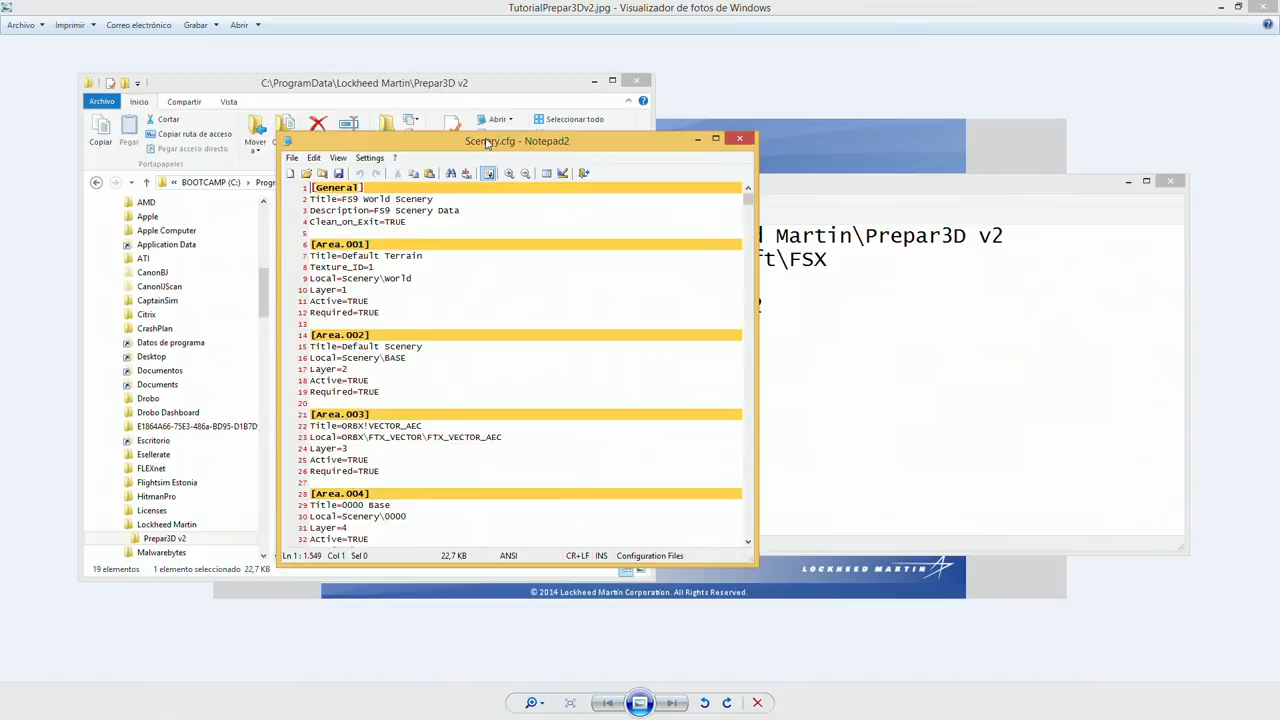 TutorialPrepar3Dv2.jpg - Visualizador de fotos de Windows
Archivo Imprimir Correo electrónico Grabar Abrir
C:\ProgramData\Lockheed Martin\Prepar3D v2
Archivo Inicio Compartir Vista
Copiar
Pegar
Cortar
Copiar ruta de acceso
Pegar acceso directo
Portapapeles
Mover
a
Abrir
Seleccionar todo
BOOTCAMP (C:)
AMD
Apple
Apple Computer
Application Data
ATI
CanonBJ
CanonIJScan
CaptainSim
Citrix
CrashPlan
Datos de programa
Desktop
Documentos
Documents
Drobo
Drobo Dashboard
E1864A66-75E3-486a-BD95-D1B7D
Escritorio
Esellerate
FLEXnet
Flightsim Estonia
HitmanPro
Licenses
Lockheed Martin
Prepar3D v2
Malwarebytes
19 elementos 1 elemento seleccionado 22,7 KB
Scenery.cfg - Notepad2
File Edit View Settings ?
1 [General]
2 Title=FS9 World Scenery
3 Description=FS9 Scenery Data
4 Clean_on_Exit=TRUE
5
6 [Area.001]
7 Title=Default Terrain
8 Texture_ID=1
9 Local=Scenery\World
10 Layer=1
11 Active=TRUE
12 Required=TRUE
13
14 [Area.002]
15 Title=Default Scenery
16 Local=Scenery\BASE
17 Layer=2
18 Active=TRUE
19 Required=TRUE
20
21 [Area.003]
22 Title=ORBX!VECTOR_AEC
23 Local=ORBX\FTX_VECTOR\FTX_VECTOR_AEC
24 Layer=3
25 Active=TRUE
26 Required=TRUE
27
28 [Area.004]
29 Title=0000 Base
30 Local=Scenery\0000
31 Layer=4
32 Active=TRUE
Ln 1 : 1.549 Col 1 Sel 0 22,7 KB ANSI CR+LF INS Configuration Files
Martin\Prepar3D v2
ft\FSX
LOCKHEED MARTIN
© 2014 Lockheed Martin Corporation. All Rights Reserved.